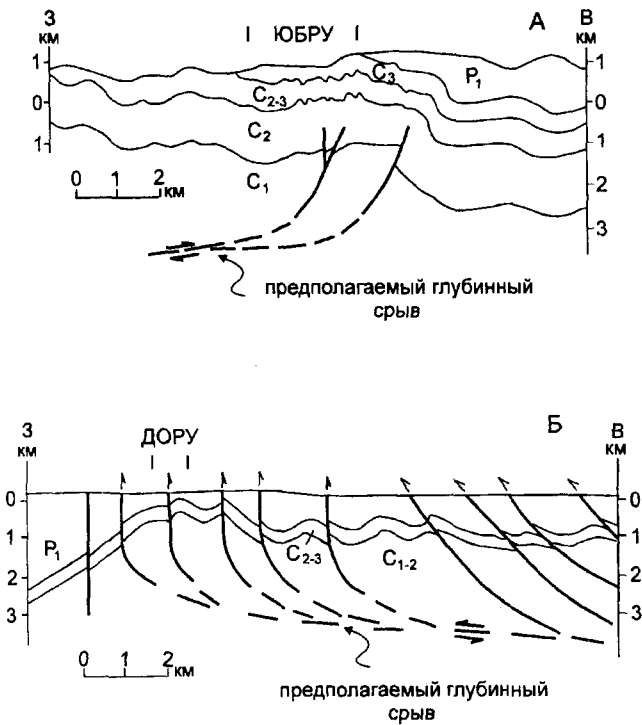 З
км
ЮБРУ
А
В
км
1
0
1
1
0
1
2
3
C3
P1
C2-3
C2
C1
0 1 2
км
предполагаемый глубинный
срыв
З
км
ДОРУ
Б
В
км
0
1
2
3
0
1
2
3
P1
C2-3
C1-2
0 1 2
км
предполагаемый глубинный
срыв